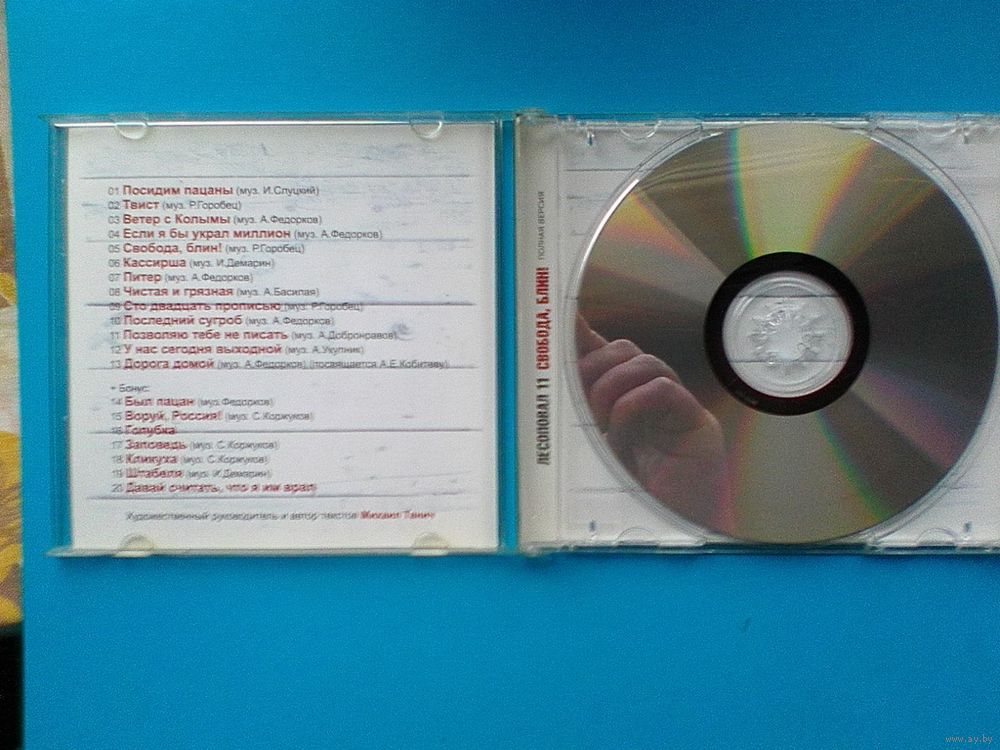 01 Посидим пацаны (муз. И.Слуцкий)
02 Твист (муз. Р.Горобец)
03 Ветер с Колымы (муз. А.Федорков)
04 Если я бы украл миллион (муз. А.Федорков)
05 Свобода, блин! (муз. Р.Горобец)
06 Кассирша (муз. И.Демарин)
07 Питер (муз. А.Федорков)
08 Чистая и грязная (муз. А.Басилая)
09 Сто двадцать прописью (муз. Р.Горобец)
10 Последний сугроб (муз. А.Федорков)
11 Позволяю тебе не писать (муз. А.Добронравов)
12 У нас сегодня выходной (муз. А.Укупник)
13 Дорога домой (муз. А.Федорков) (посвящается А.Е.Кобитеву)
+ Бонус:
14 Был пацан (муз.Федорков)
15 Воруй, Россия! (муз. С.Коржуков)
16 Голубка
17 Заповедь (муз. С.Коржуков)
18 Кликуха (муз. С.Коржуков)
19 Штабеля (муз. И.Демарин)
20 Давай считать, что я им врал
Художественный руководитель и автор текстов Михаил Танич
ЛЕСОПОВАЛ 11 СВОБОДА, БЛИН! ПОЛНАЯ ВЕРСИЯ
www.ay.by